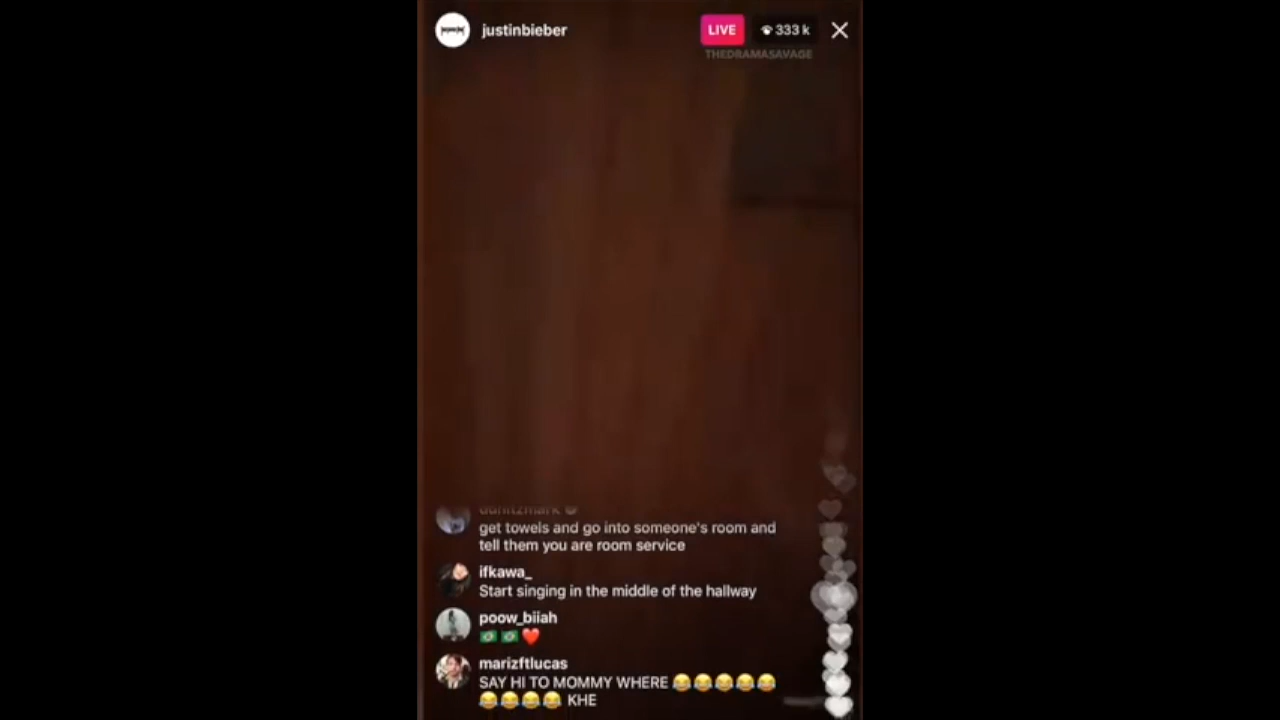 justinbieber
LIVE
333 k
THEDRAMASAVAGE
get towels and go into someone's room and
tell them you are room service
ifkawa_
Start singing in the middle of the hallway
poow_biiah
🇧🇷 🇧🇷 ❤️
marizftlucas
SAY HI TO MOMMY WHERE 😂😂😂😂😂
😂😂😂😂 KHE